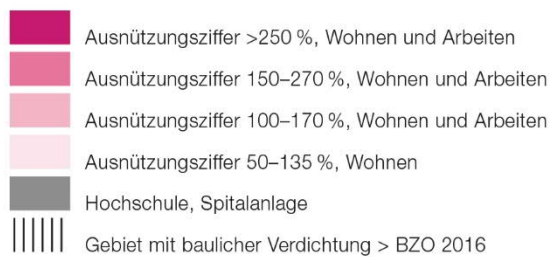 Ausnützungsziffer >250 %, Wohnen und Arbeiten
Ausnützungsziffer 150–270 %, Wohnen und Arbeiten
Ausnützungsziffer 100–170 %, Wohnen und Arbeiten
Ausnützungsziffer 50–135 %, Wohnen
Hochschule, Spitalanlage
Gebiet mit baulicher Verdichtung > BZO 2016